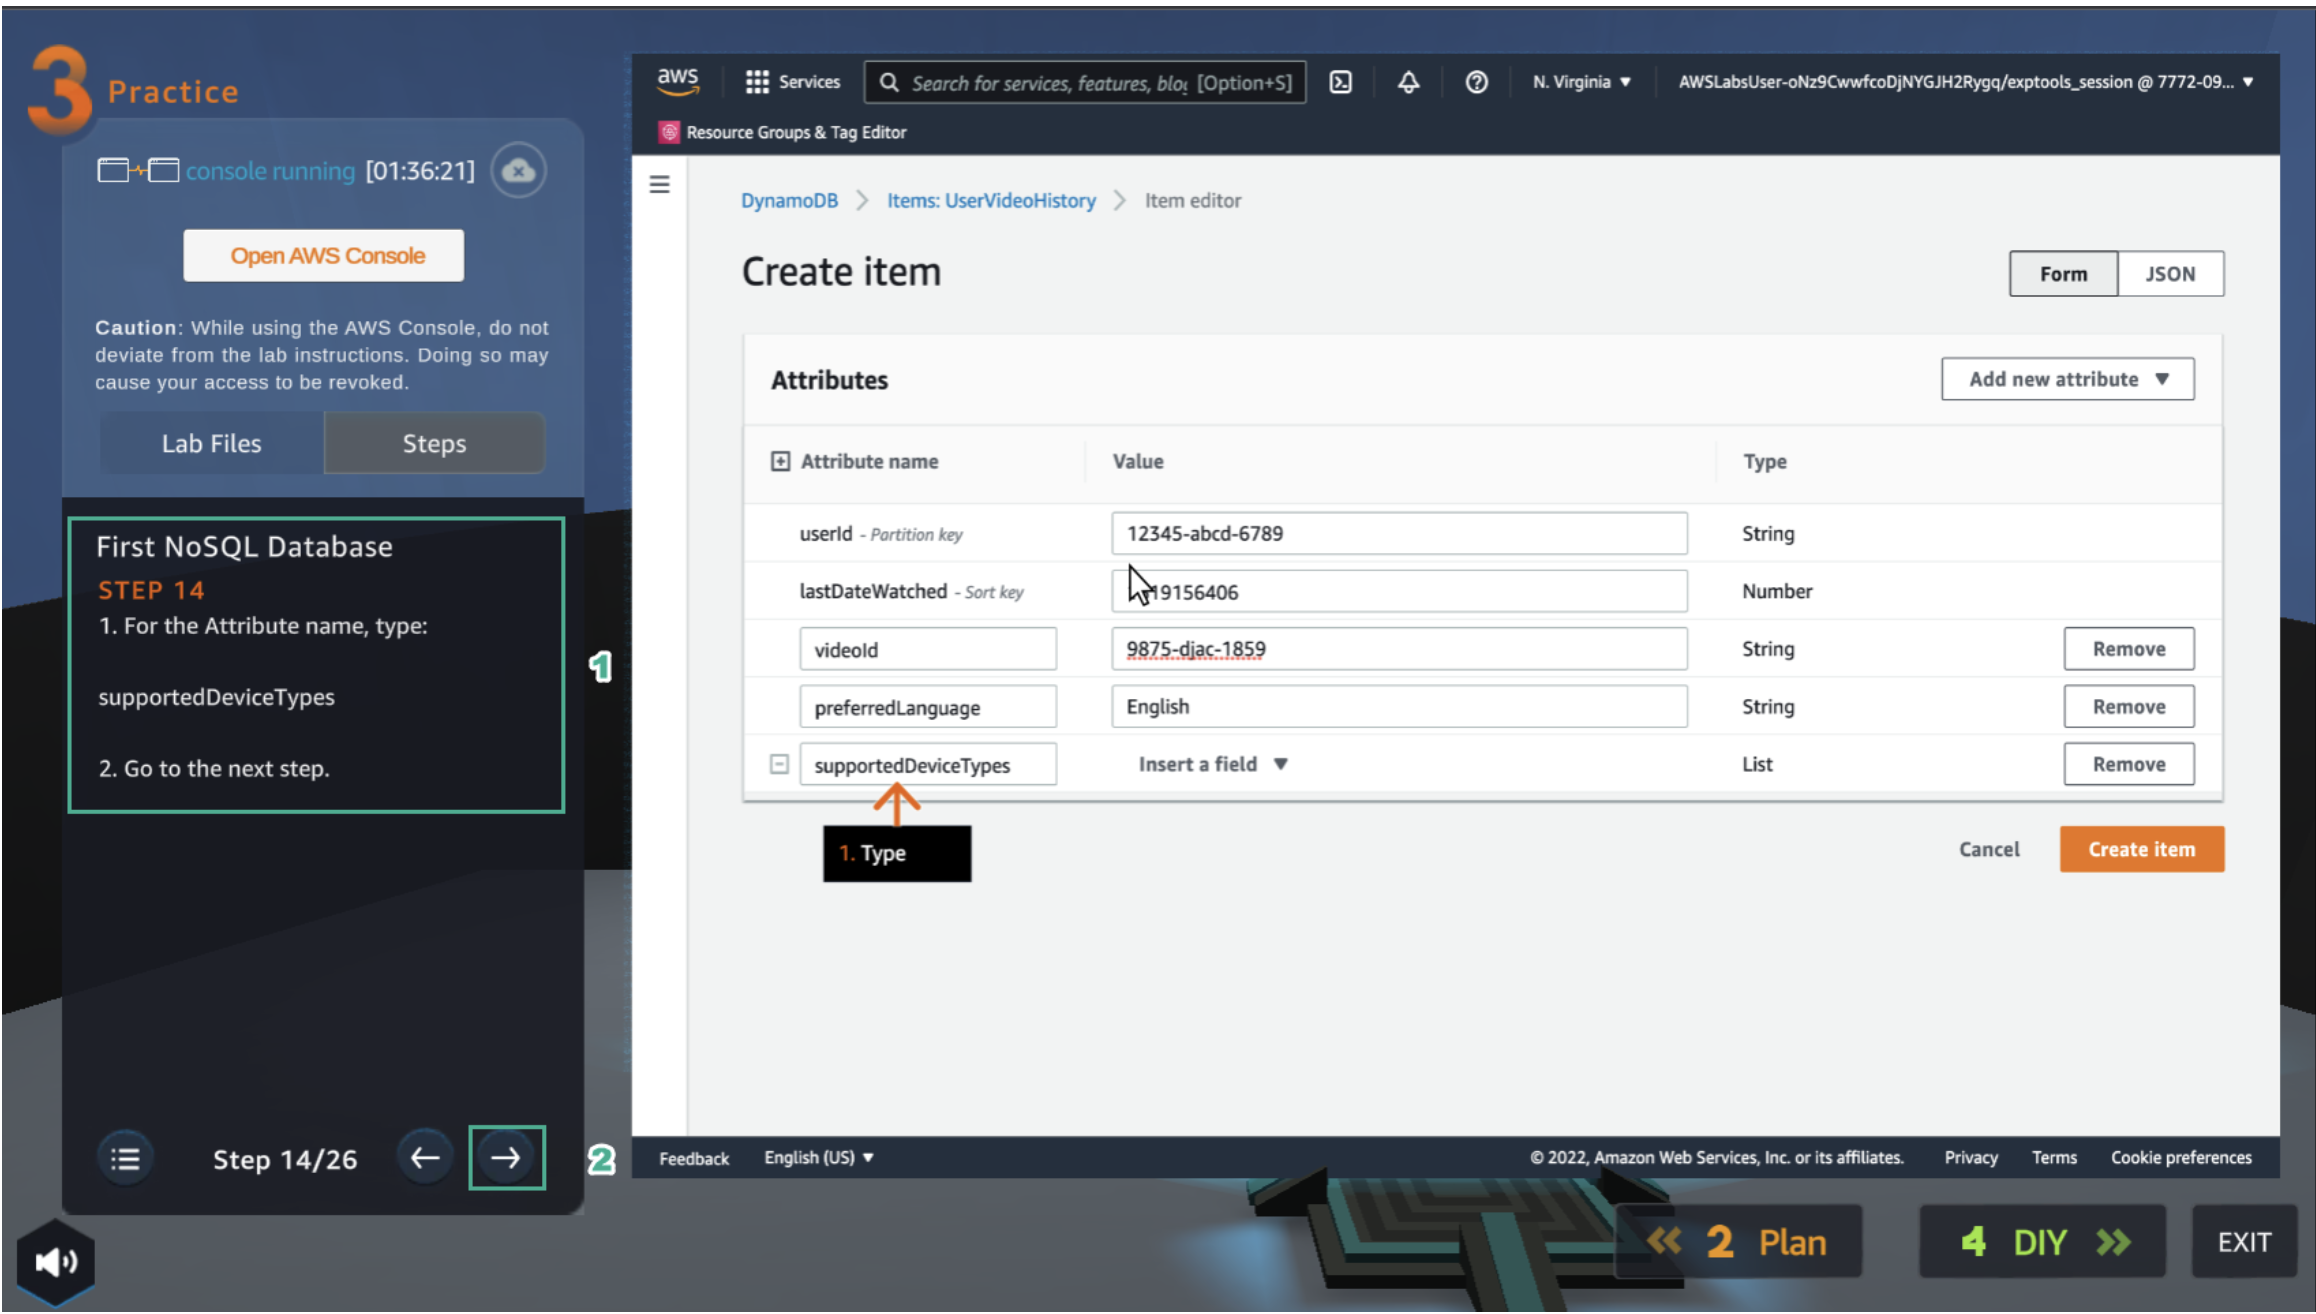 3 Practice
console running [01:36:21]
Open AWS Console
Caution: While using the AWS Console, do not
deviate from the lab instructions. Doing so may
cause your access to be revoked.
Lab Files Steps
First NoSQL Database
STEP 14
1. For the Attribute name, type:
supportedDeviceTypes
2. Go to the next step.
1
Step 14/26
2
aws Services Search for services, features, blog [Option+S] N. Virginia ▼ AWSLabsUser-oNz9CwwfcoDjNYGJH2Rygq/exptools_session @ 7772-09... ▼
Resource Groups & Tag Editor
DynamoDB > Items: UserVideoHistory > Item editor
Create item
Form JSON
Attributes
Add new attribute ▼
Attribute name Value Type
userId - Partition key 12345-abcd-6789 String
lastDateWatched - Sort key 19156406 Number
videoId 9875-djac-1859 String Remove
preferredLanguage English String Remove
supportedDeviceTypes Insert a field ▼ List Remove
1. Type
Cancel Create item
Feedback English (US) ▼ © 2022, Amazon Web Services, Inc. or its affiliates. Privacy Terms Cookie preferences
2 Plan
4 DIY
EXIT